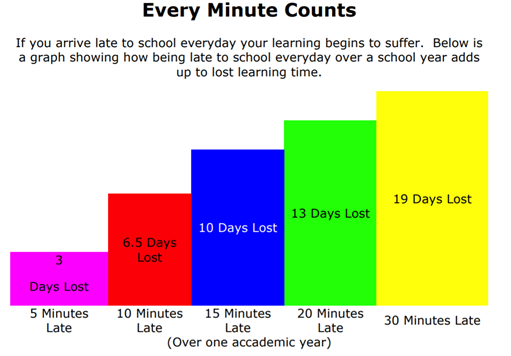 Every Minute Counts
If you arrive late to school everyday your learning begins to suffer.  Below is
a graph showing how being late to school everyday over a school year adds
up to lost learning time.
3
Days Lost
6.5 Days
Lost
10 Days Lost
13 Days Lost
19 Days Lost
5 Minutes
Late
10 Minutes
Late
15 Minutes
Late
20 Minutes
Late
30 Minutes Late
(Over one accademic year)